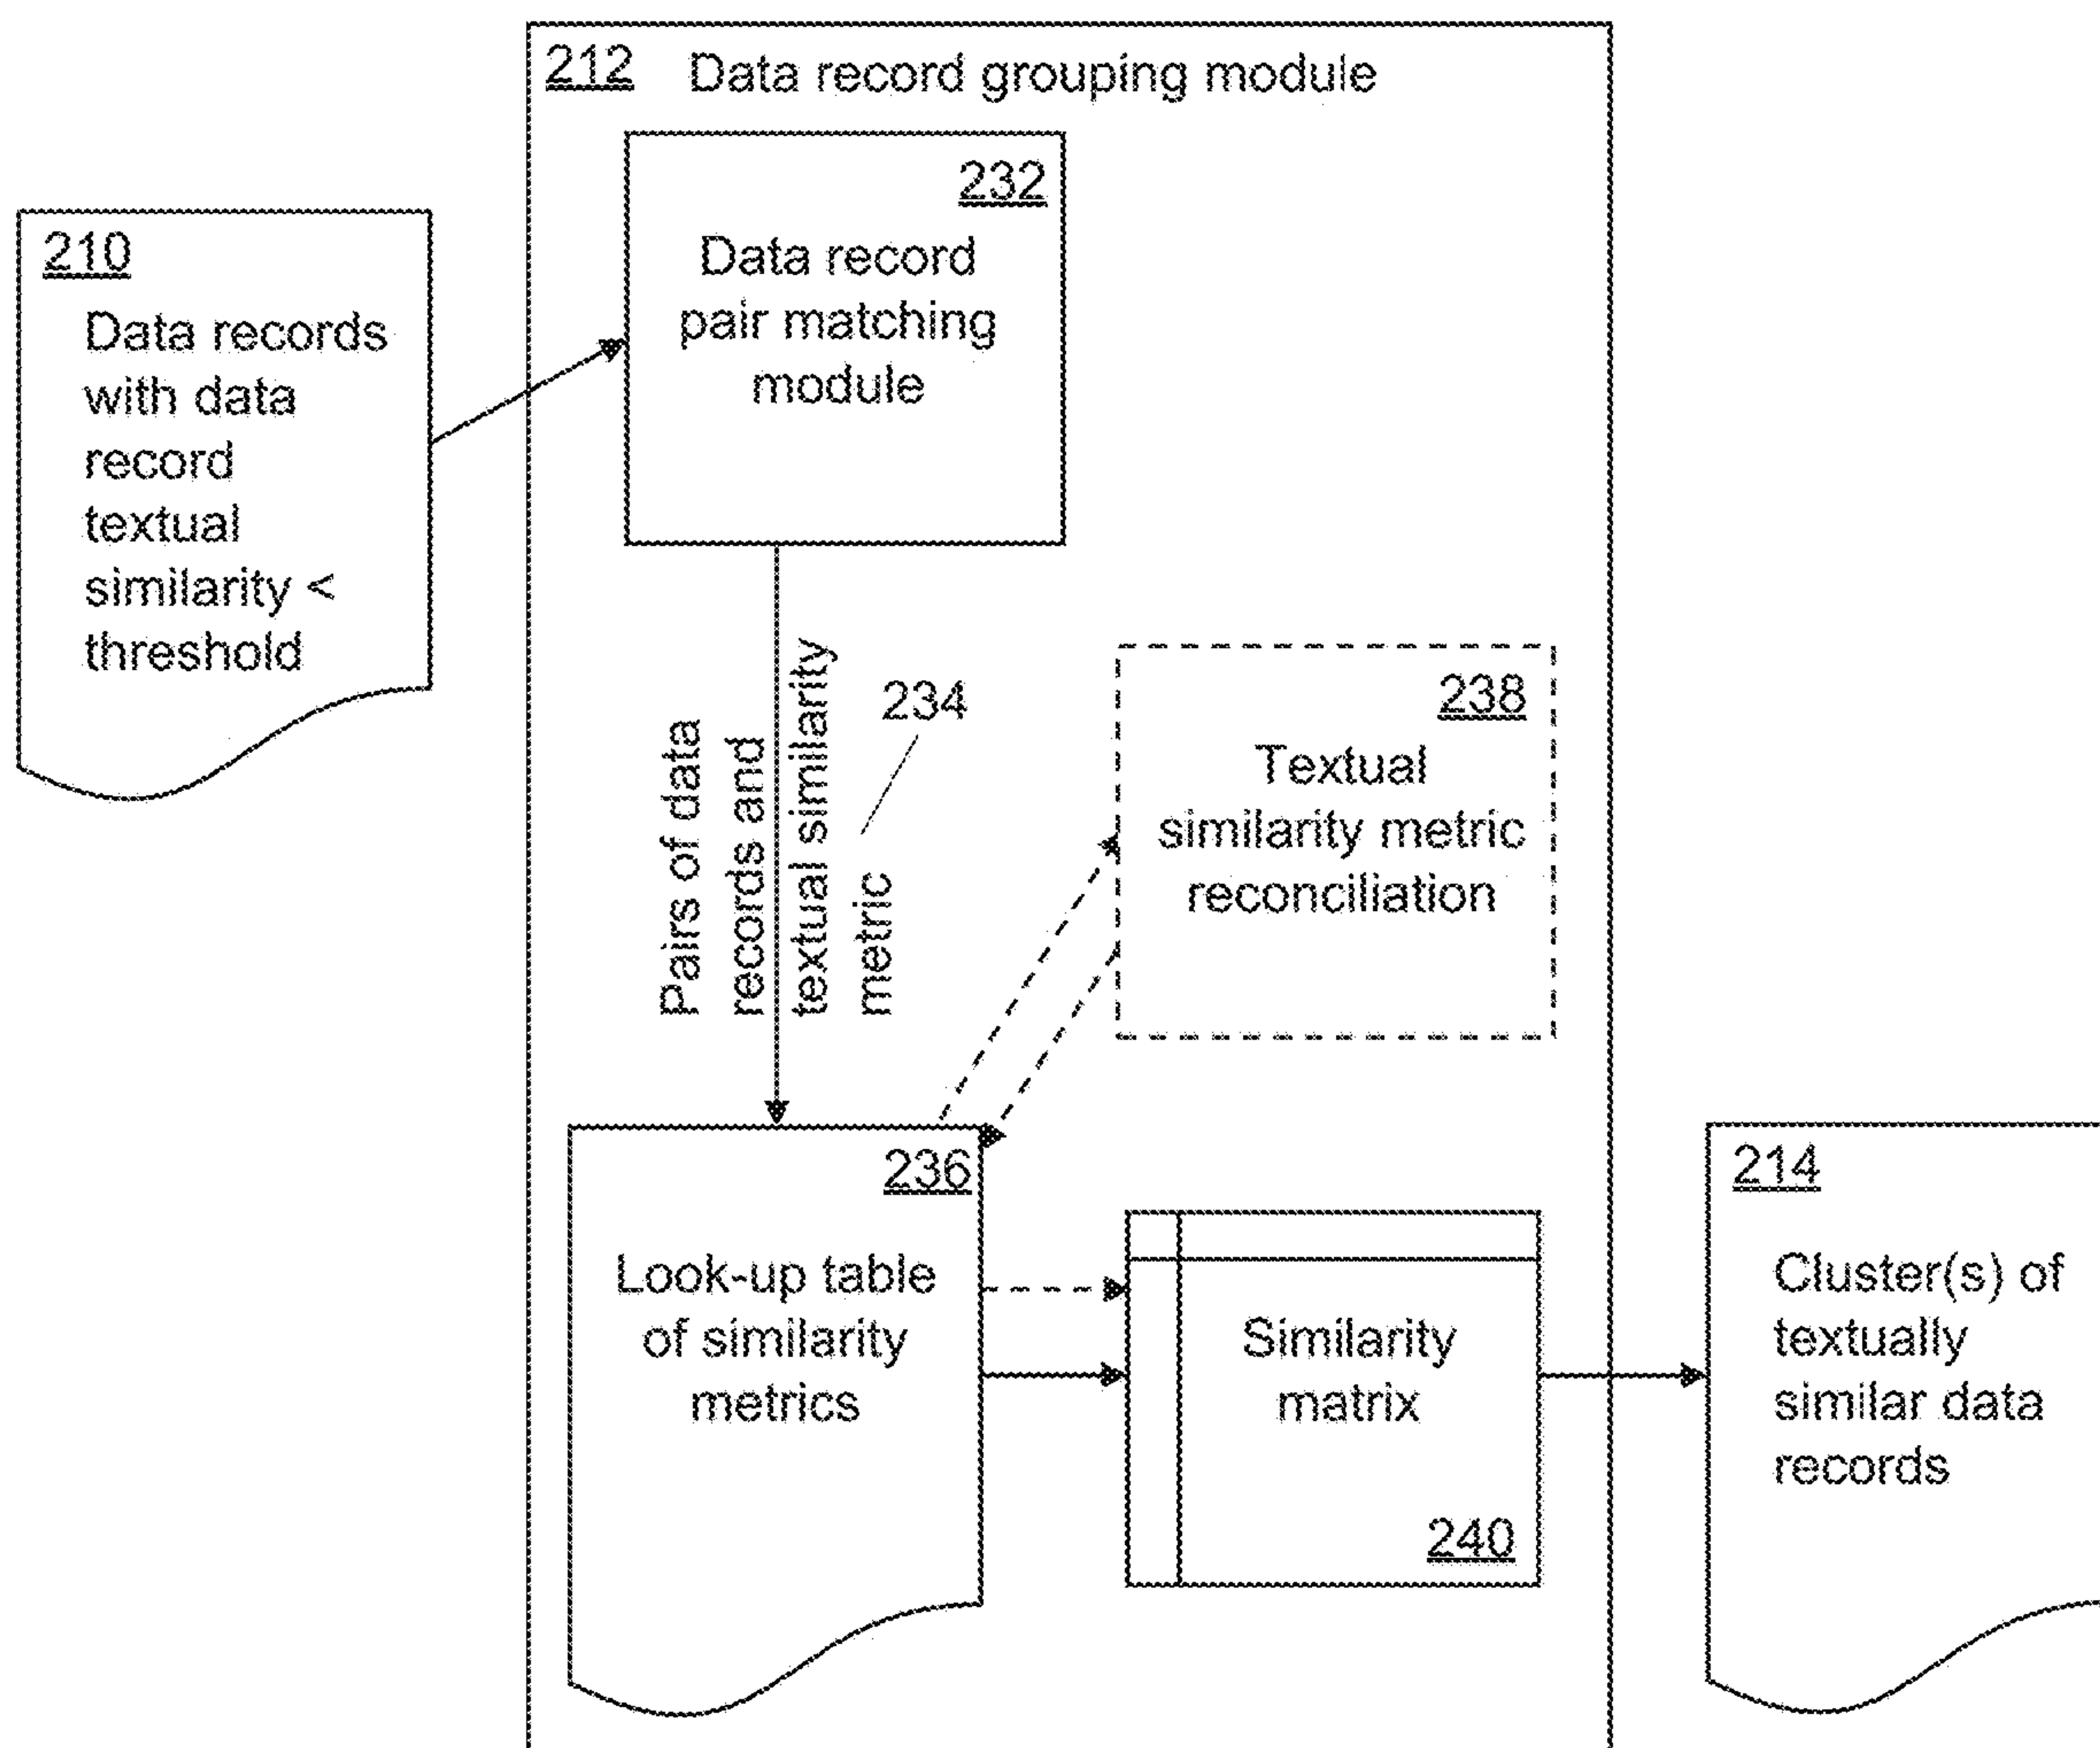 212 Data record grouping module
232
Data record
pair matching
module
210
Data records
with data
record
textual
similarity <
threshold
Pairs of data
records and
textual similarity
metric
234
238
Textual
similarity metric
reconciliation
236
Look-up table
of similarity
metrics
Similarity
matrix
240
214
Cluster(s) of
textually
similar data
records